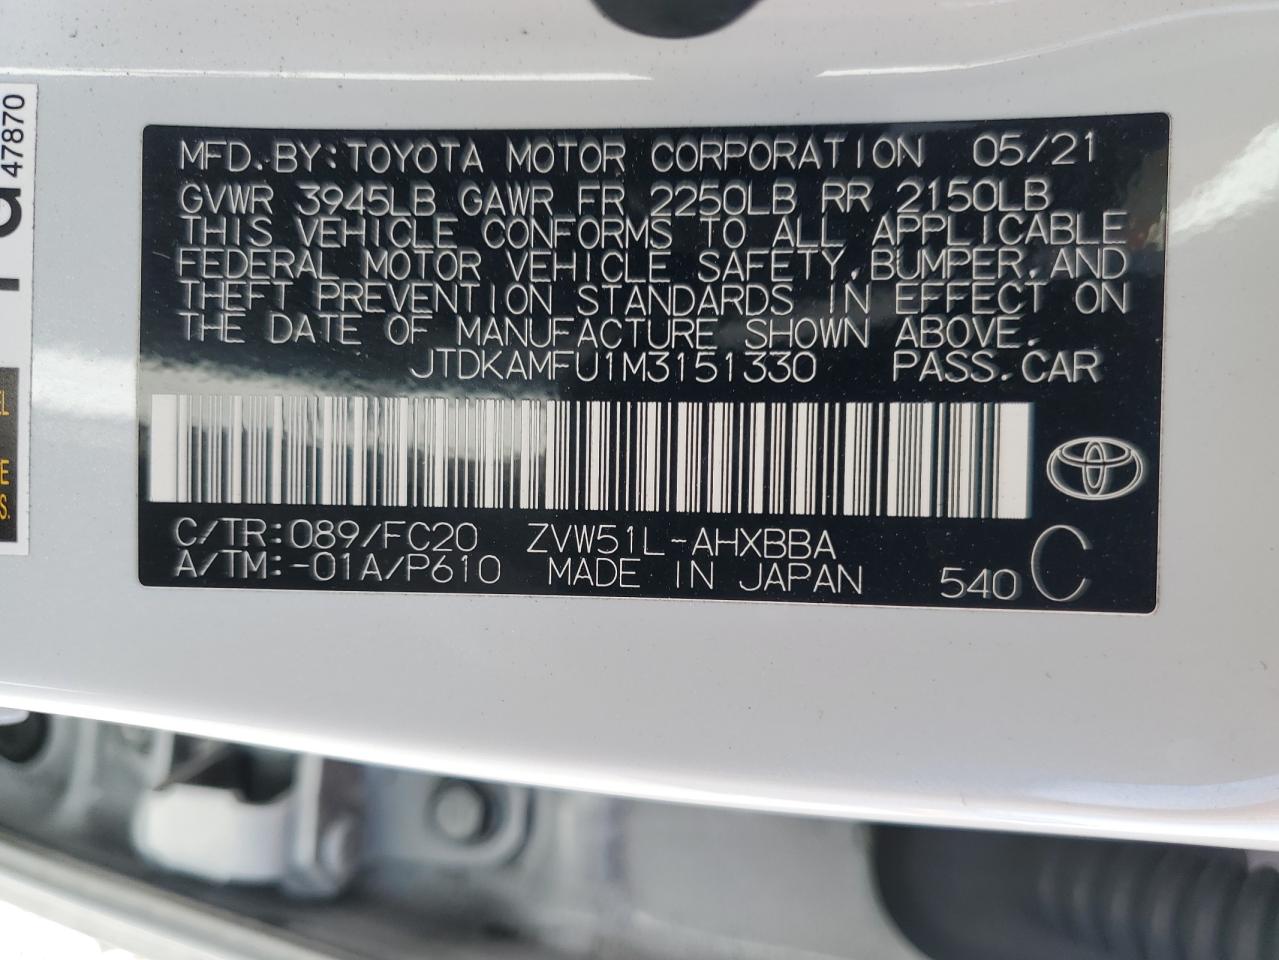 47870
MFD. BY: TOYOTA MOTOR CORPORATION 05/21
GVWR 3945LB GAWR FR 2250LB RR 2150LB
THIS VEHICLE CONFORMS TO ALL APPLICABLE
FEDERAL MOTOR VEHICLE SAFETY, BUMPER, AND
THEFT PREVENTION STANDARDS IN EFFECT ON
THE DATE OF MANUFACTURE SHOWN ABOVE.
JTDKAMFU1M3151330 PASS. CAR
C/TR: 089/FC20 ZVW51L-AHXBBA
A/TM: -01A/P610 MADE IN JAPAN 540 C